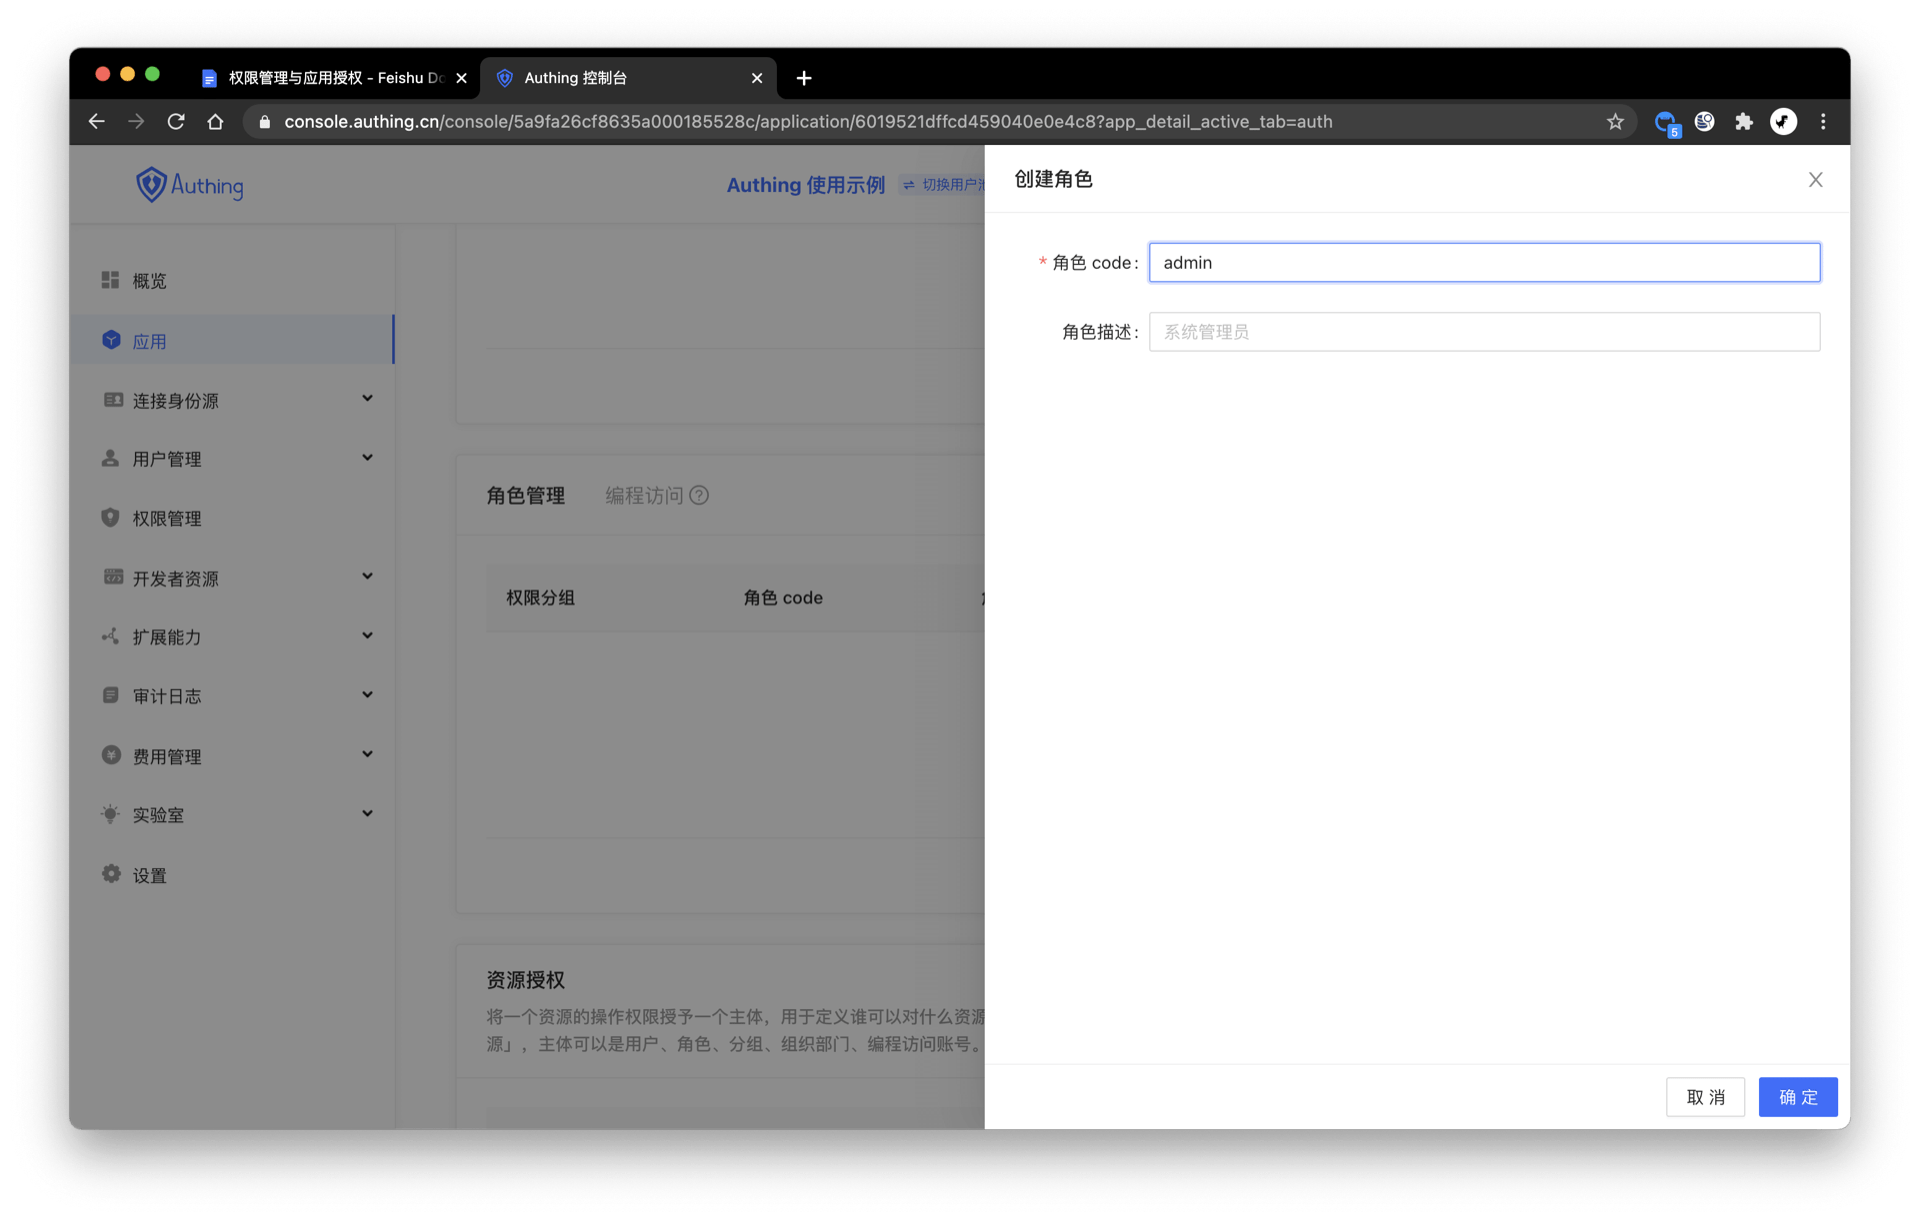 权限管理与应用授权 - Feishu Do
Authing 控制台
console.authing.cn/console/5a9fa26cf8635a000185528c/application/6019521dffcd459040e0e4c8?app_detail_active_tab=auth
5
Authing
Authing 使用示例
切换用户池
概览
应用
连接身份源
用户管理
权限管理
开发者资源
扩展能力
审计日志
费用管理
实验室
设置
角色管理
编程访问
权限分组
角色 code
资源授权
将一个资源的操作权限授予一个主体，用于定义谁可以对什么资源
源」，主体可以是用户、角色、分组、组织部门、编程访问账号。
创建角色
* 角色 code:
admin
角色描述:
系统管理员
取 消
确 定